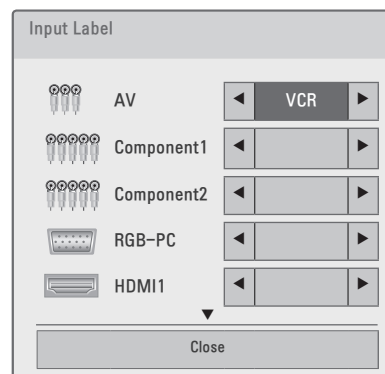 Input Label
AV VCR
Component1
Component2
RGB-PC
HDMI1
Close